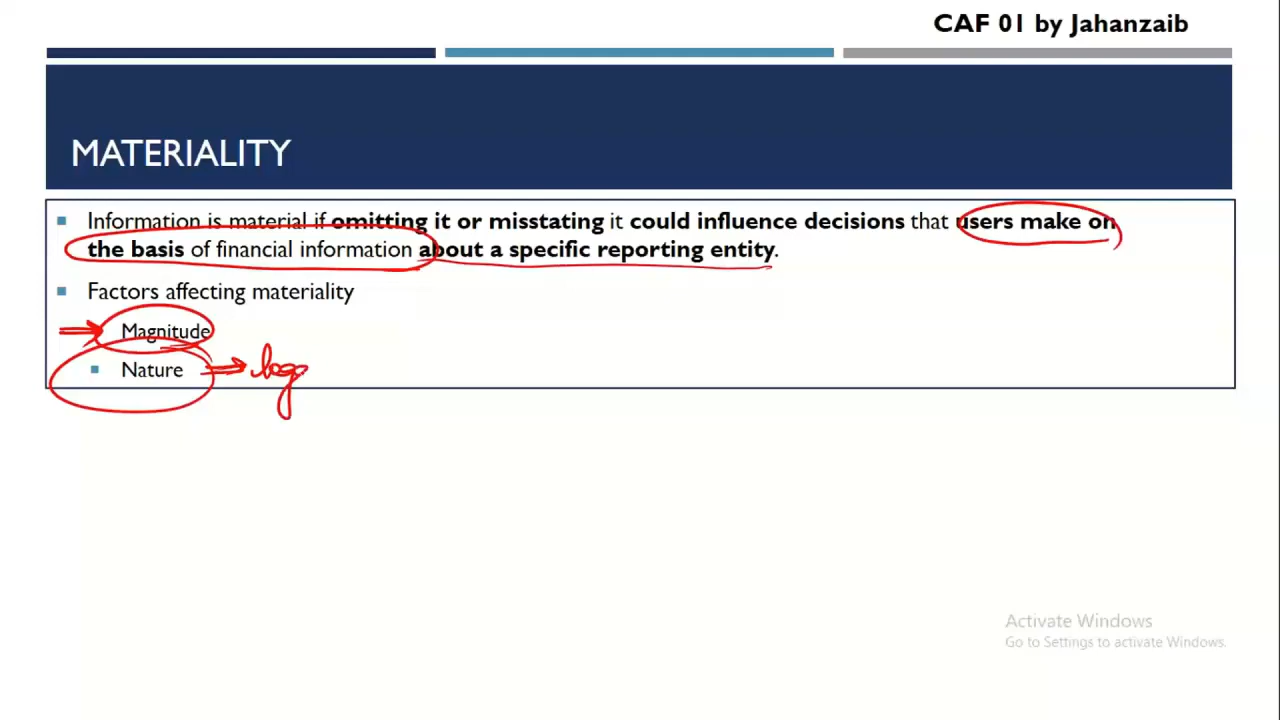 CAF 01 by Jahanzaib
MATERIALITY
Information is material if omitting it or misstating it could influence decisions that users make on
the basis of financial information about a specific reporting entity.
Factors affecting materiality
Magnitude
Nature
Activate Windows
Go to Settings to activate Windows.